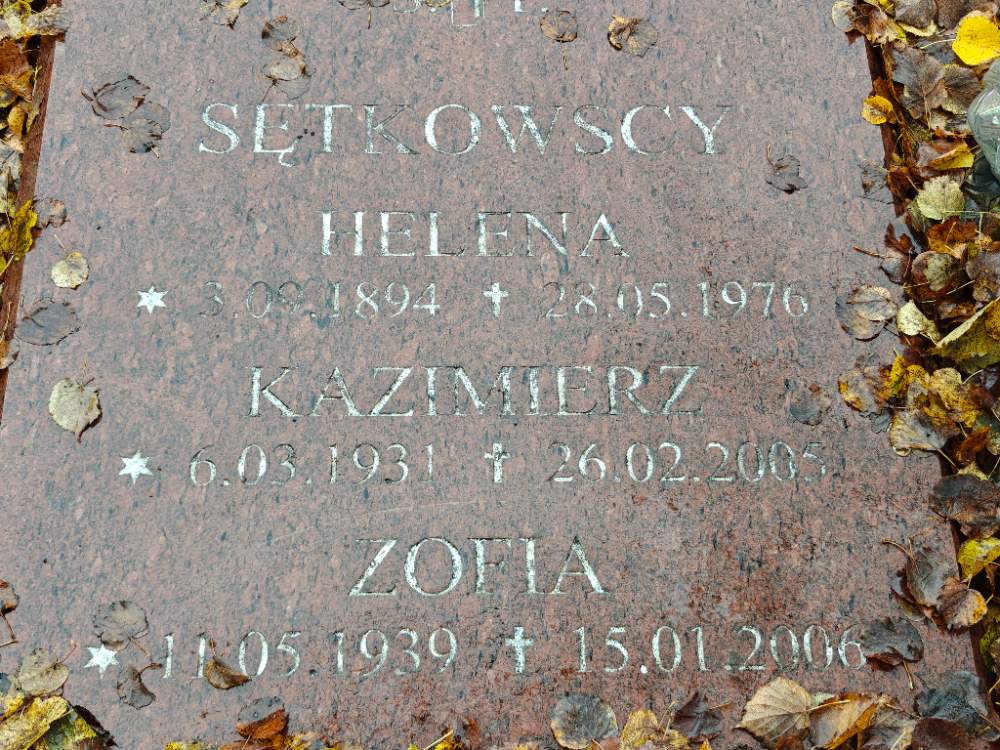 SĘTKOWSCY
HELENA
3.09.1894 28.05.1976
KAZIMIERZ
6.03.1931 26.02.2005
ZOFIA
11.05.1939 15.01.2006